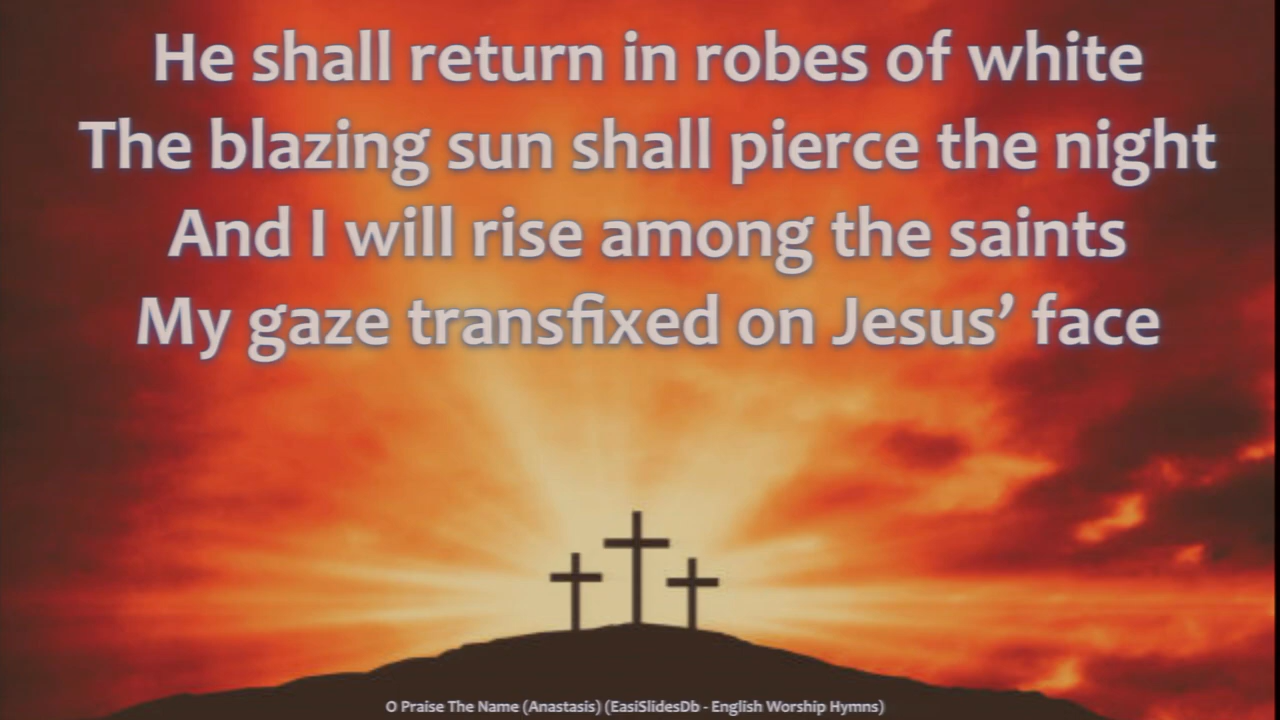 He shall return in robes of white
The blazing sun shall pierce the night
And I will rise among the saints
My gaze transfixed on Jesus’ face
O Praise The Name (Anastasis) (EasiSlidesDb - English Worship Hymns)